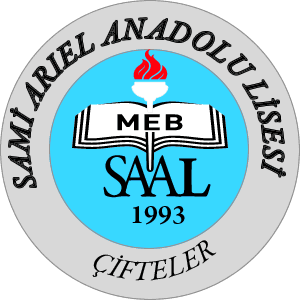 SAMİ ARIEL ANADOLU LİSESİ
MEB
SAAL
1993
ÇİFTELER